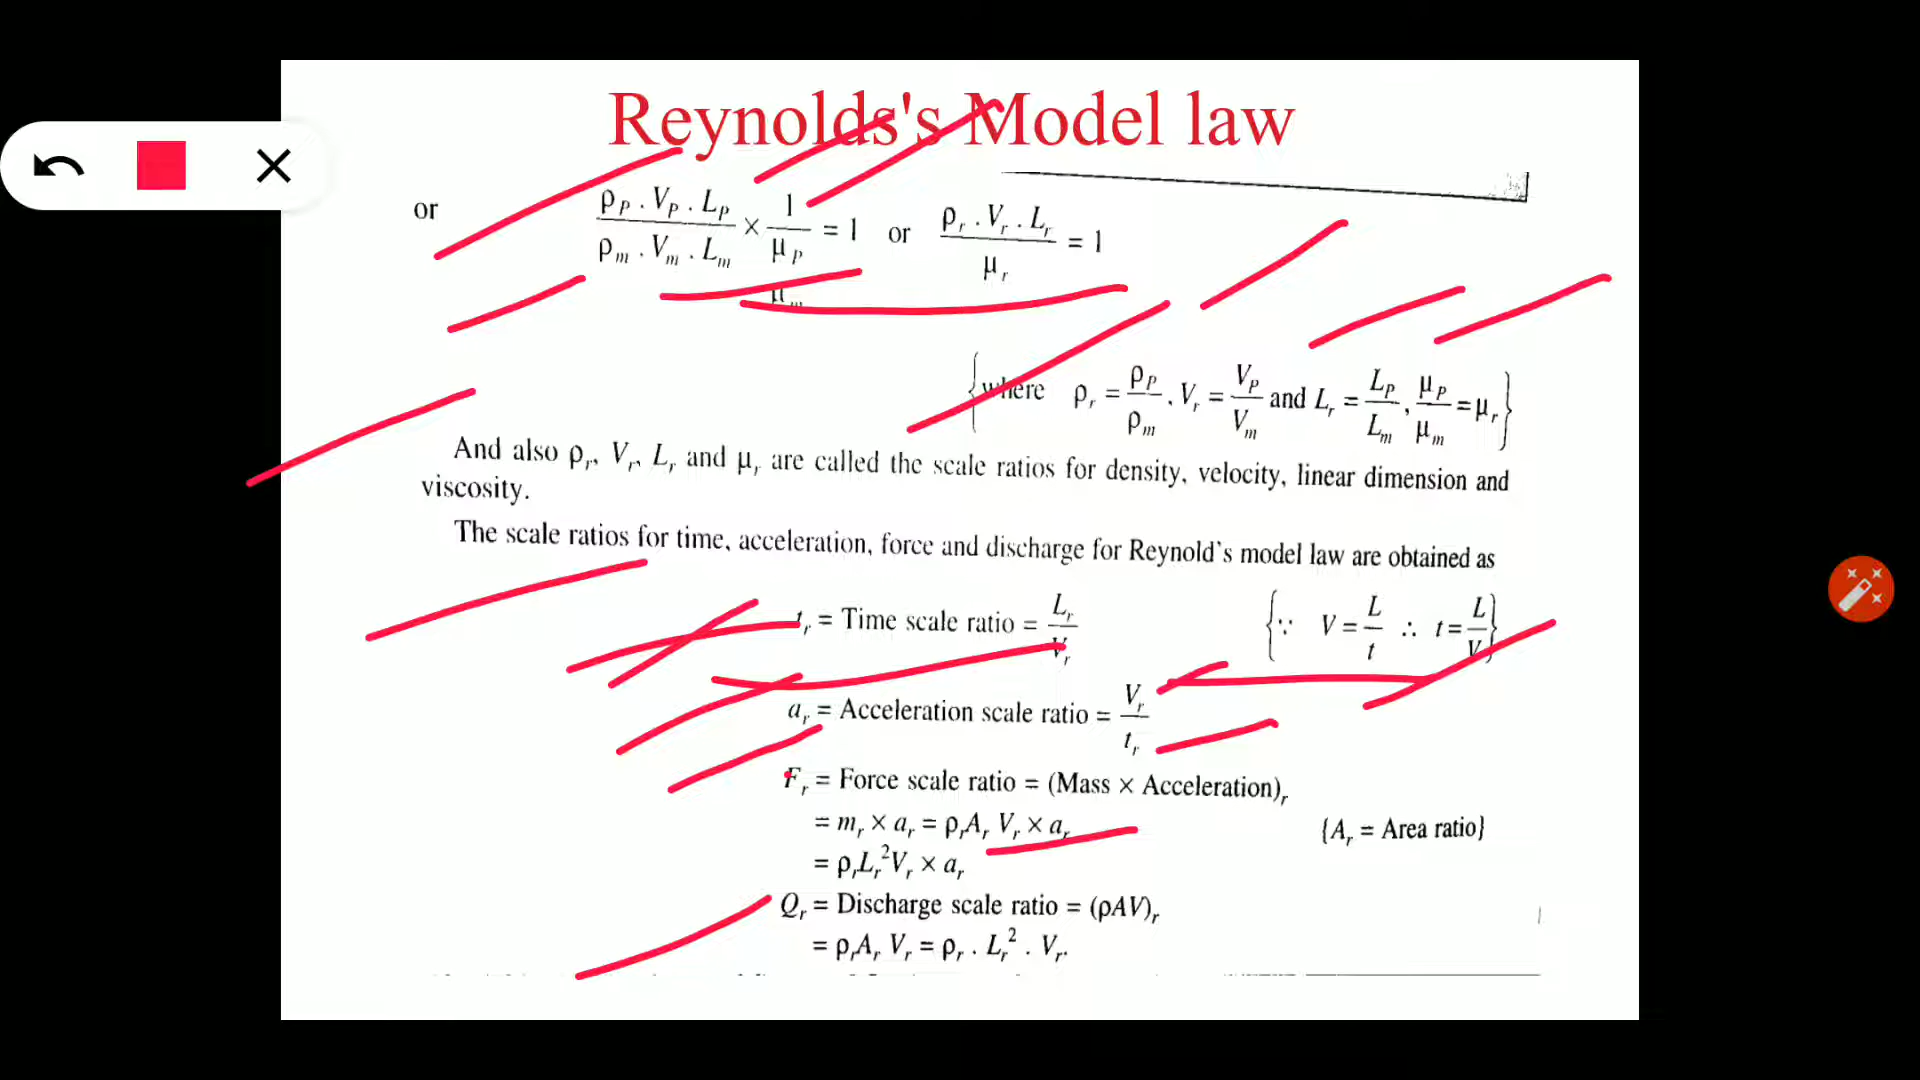 Reynolds's Model law
or ρP . VP . LP / ρm . Vm . Lm × 1 / μP / μm = 1 or ρr . Vr . Lr / μr = 1
{where ρr = ρP / ρm , Vr = VP / Vm and Lr = LP / Lm , μP / μm = μr}
And also ρr, Vr, Lr and μr are called the scale ratios for density, velocity, linear dimension and
viscosity.
The scale ratios for time, acceleration, force and discharge for Reynold's model law are obtained as
tr = Time scale ratio = Lr / Vr {∵ V = L / t ∴ t = L / V}
ar = Acceleration scale ratio = Vr / tr
Fr = Force scale ratio = (Mass × Acceleration)r
= mr × ar = ρrAr Vr × ar {Ar = Area ratio}
= ρrLr²Vr × ar
Qr = Discharge scale ratio = (ρAV)r
= ρrAr Vr = ρr . Lr² . Vr.